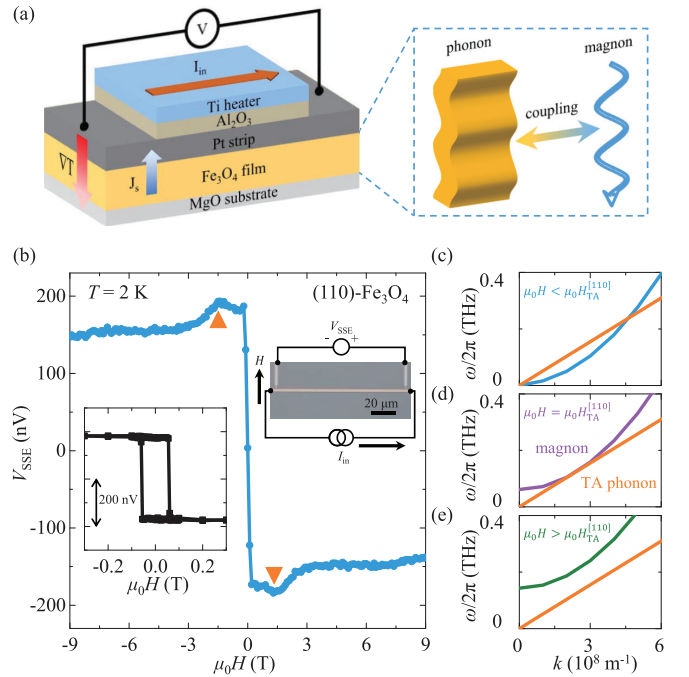 (a)
V
I_in
Ti heater
Al₂O₃
Pt strip
∇T
J_s
Fe₃O₄ film
MgO substrate
phonon
magnon
coupling
(b)
T = 2 K
(110)-Fe₃O₄
V_SSE
- +
H
20 μm
I_in
200 nV
-0.2 0.0 0.2
μ₀H (T)
200
100
0
-100
-200
V_SSE (nV)
-9 -6 -3 0 3 6 9
μ₀H (T)
(c)
0.4
μ₀H < μ₀H_TA^[110]
ω/2π (THz)
0.0
(d)
0.4
μ₀H = μ₀H_TA^[110]
magnon
TA phonon
ω/2π (THz)
0.0
(e)
0.4
μ₀H > μ₀H_TA^[110]
ω/2π (THz)
0.0
0 3 6
k (10⁸ m⁻¹)